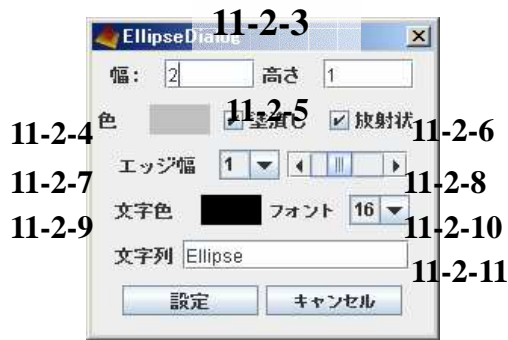 11-2-3
EllipseDialog
幅: 2 高さ 1
11-2-5
色 塗潰し 放射状
11-2-4 11-2-6
エッジ幅 1
11-2-7 11-2-8
文字色 フォント 16
11-2-9 11-2-10
文字列 Ellipse
11-2-11
設定 キャンセル